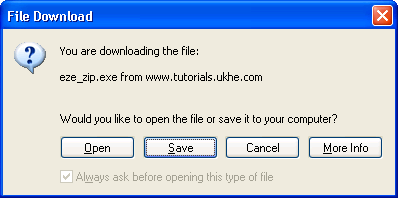 File Download
You are downloading the file:
eze_zip.exe from www.tutorials.ukhe.com
Would you like to open the file or save it to your computer?
Open Save Cancel More Info
Always ask before opening this type of file